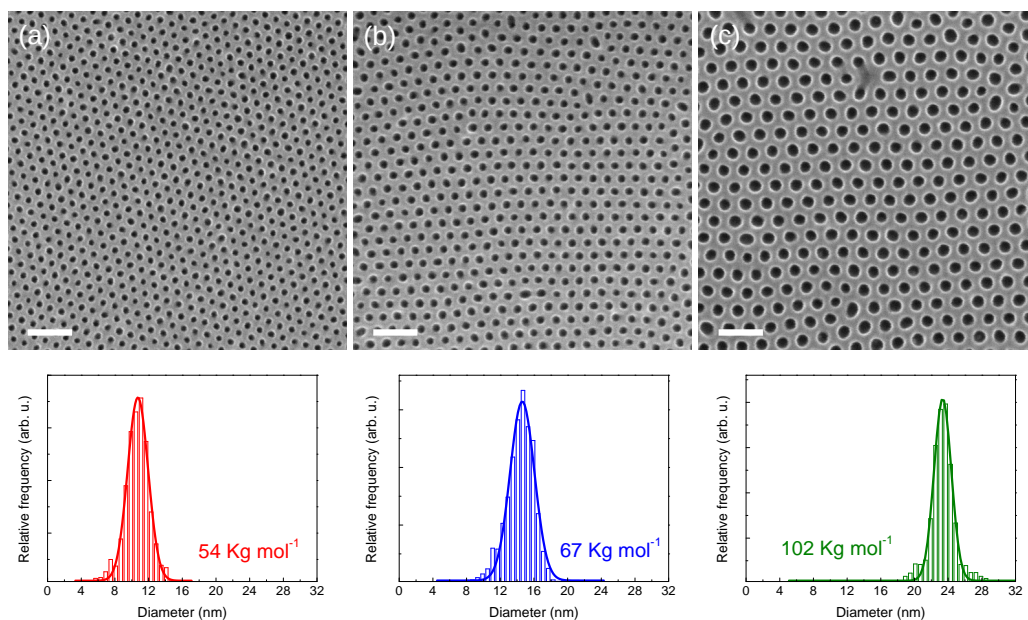 (a)
(b)
(c)
Relative frequency (arb. u.)
54 Kg mol⁻¹
0 4 8 12 16 20 24 28 32
Diameter (nm)
Relative frequency (arb. u.)
67 Kg mol⁻¹
0 4 8 12 16 20 24 28 32
Diameter (nm)
Relative frequency (arb. u.)
102 Kg mol⁻¹
0 4 8 12 16 20 24 28 32
Diameter (nm)